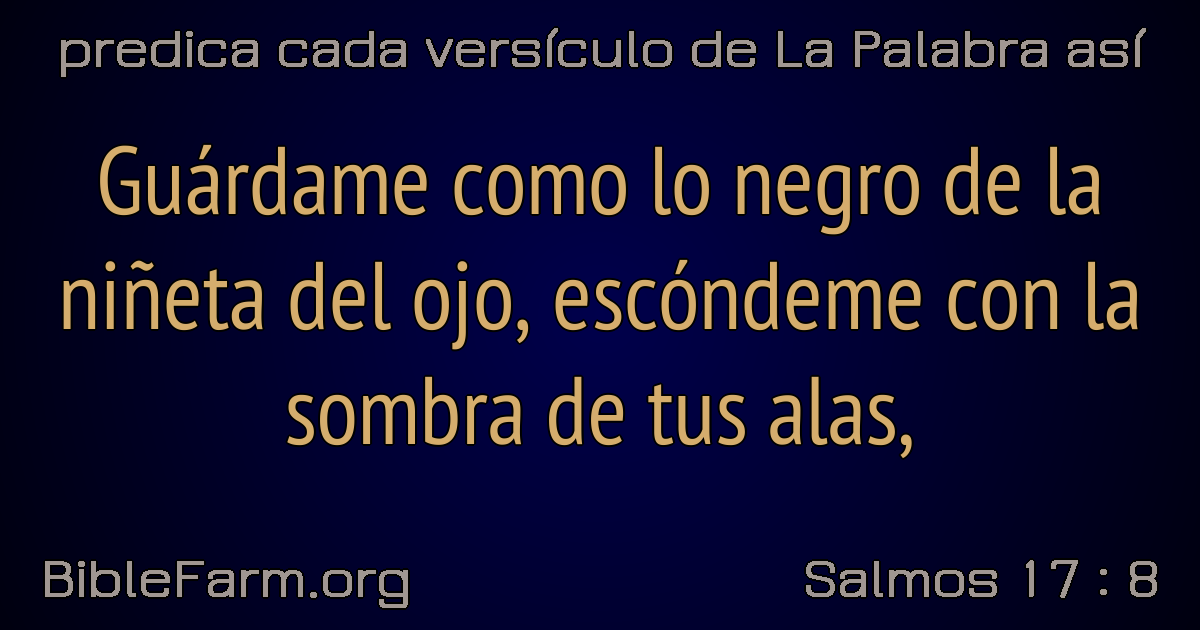 predica cada versículo de La Palabra así
Guárdame como lo negro de la
niñeta del ojo, escóndeme con la
sombra de tus alas,
BibleFarm.org
Salmos 17 : 8